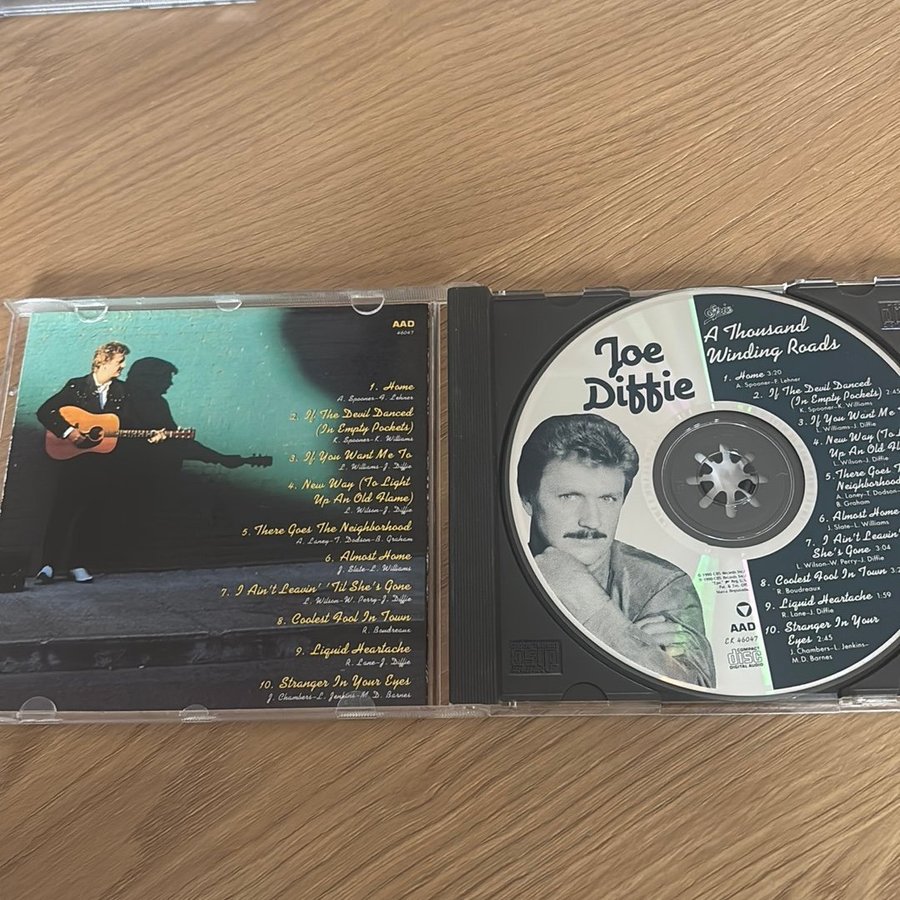 AAD
46047
1. Home
A. Spooner-F. Lehner
2. If The Devil Danced
(In Empty Pockets)
K. Spooner-K. Williams
3. If You Want Me To
L. Williams-J. Diffie
4. New Way (To Light
Up An Old Flame)
L. Wilson-J. Diffie
5. There Goes The Neighborhood
A. Laney-T. Dodson-B. Graham
6. Almost Home
J. Slate-L. Williams
7. I Ain't Leavin' 'Til She's Gone
L. Wilson-W. Perry-J. Diffie
8. Coolest Fool In Town
R. Boudreaux
9. Liquid Heartache
R. Lane-J. Diffie
10. Stranger In Your Eyes
J. Chambers-L. Jenkins-M. D. Barnes
Joe
Diffie
Epic
A Thousand
Winding Roads
1. Home 3:20
A. Spooner-F. Lehner
2. If The Devil Danced
(In Empty Pockets) 2:45
K. Spooner-K. Williams
3. If You Want Me
L. Williams-J. Diffie
4. New Way (To L
Up An Old Flame)
L. Wilson-J. Diffie
5. There Goes The
Neighborhood
A. Laney-T. Dodson-
B. Graham
6. Almost Home
J. Slate-L. Williams
7. I Ain't Leavin'
She's Gone 3:04
L. Wilson-W. Perry-J. Diffie
8. Coolest Fool In Town
R. Boudreaux
9. Liquid Heartache 1:59
R. Lane-J. Diffie
10. Stranger In Your
Eyes 2:45
J. Chambers-L. Jenkins-
M.D. Barnes
AAD
CK 46047
COMPACT
disc
DIGITAL AUDIO